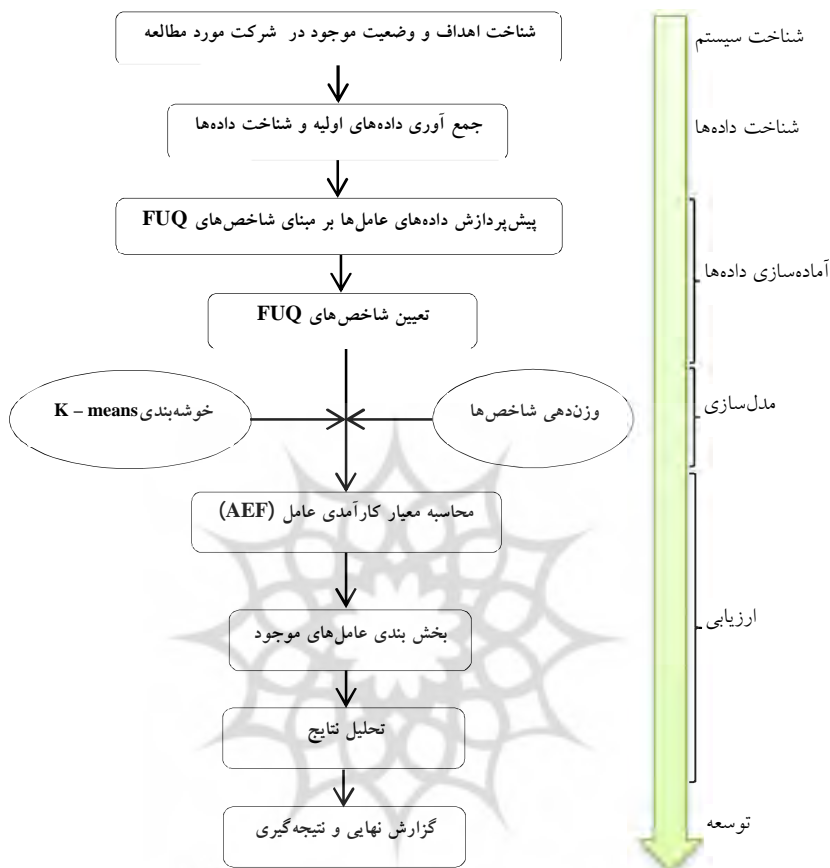 شناخت اهداف و وضعیت موجود در شرکت مورد مطالعه
شناخت سیستم
جمع آوری داده‌های اولیه و شناخت داده‌ها
شناخت داده‌ها
پیش‌پردازش داده‌های عامل‌ها بر مبنای شاخص‌های FUQ
آماده‌سازی داده‌ها
تعیین شاخص‌های FUQ
وزن‌دهی شاخص‌ها
خوشه‌بندی K – means
مدل‌سازی
محاسبه معیار کارآمدی عامل (AEF)
بخش بندی عامل‌های موجود
ارزیابی
تحلیل نتایج
گزارش نهایی و نتیجه‌گیری
توسعه